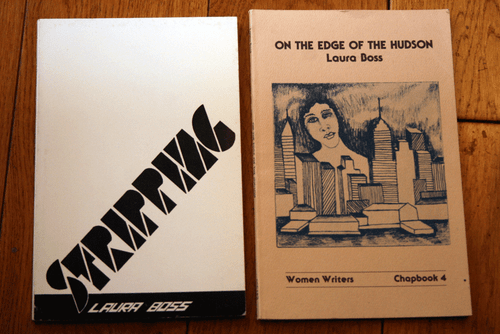 STRIPPING
LAURA BOSS
ON THE EDGE OF THE HUDSON
Laura Boss
Women Writers Chapbook 4